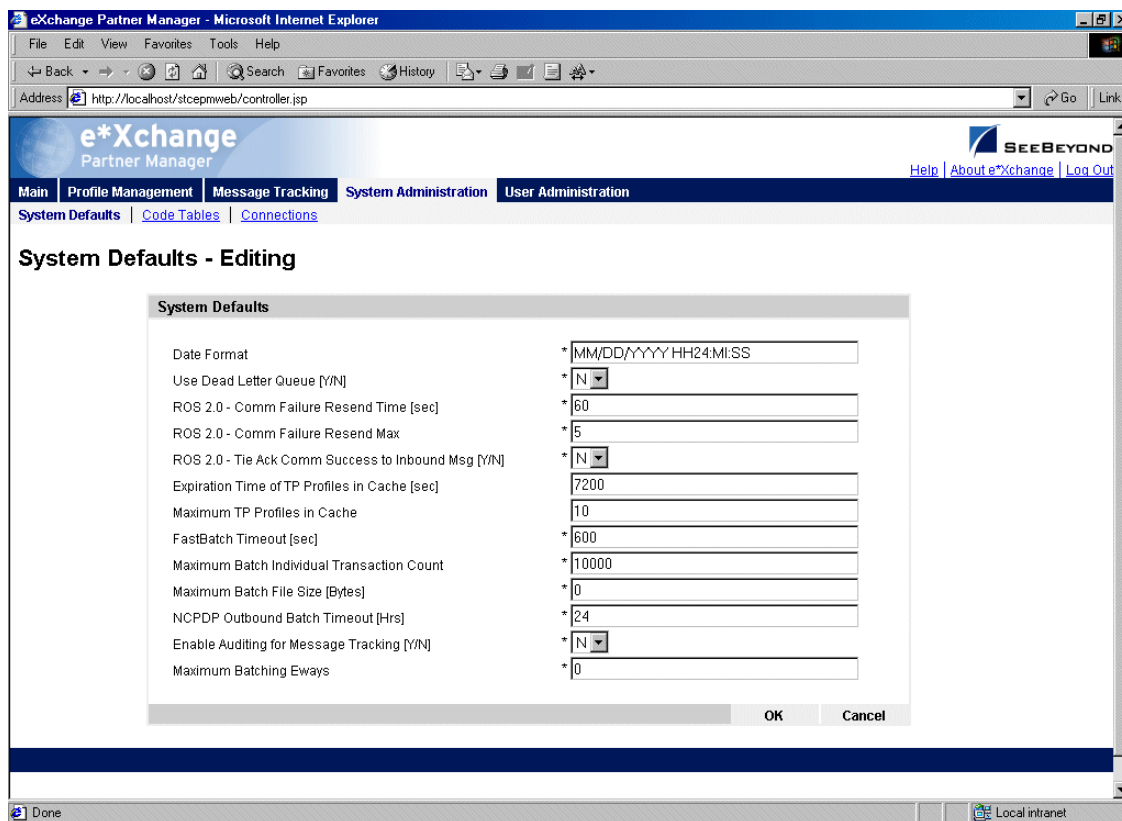 eXchange Partner Manager - Microsoft Internet Explorer
File Edit View Favorites Tools Help
Back Search Favorites History
Address http://localhost/stcepmweb/controller.jsp Go Link
e*Xchange
Partner Manager
SEEBEYOND
Help | About e*Xchange | Log Out
Main Profile Management Message Tracking System Administration User Administration
System Defaults | Code Tables | Connections
System Defaults - Editing
System Defaults
Date Format * MM/DD/YYYY HH24:MI:SS
Use Dead Letter Queue [Y/N] * N
ROS 2.0 - Comm Failure Resend Time [sec] * 60
ROS 2.0 - Comm Failure Resend Max * 5
ROS 2.0 - Tie Ack Comm Success to Inbound Msg [Y/N] * N
Expiration Time of TP Profiles in Cache [sec] 7200
Maximum TP Profiles in Cache 10
FastBatch Timeout [sec] * 600
Maximum Batch Individual Transaction Count * 10000
Maximum Batch File Size [Bytes] * 0
NCPDP Outbound Batch Timeout [Hrs] * 24
Enable Auditing for Message Tracking [Y/N] * N
Maximum Batching Eways * 0
OK Cancel
Done Local intranet